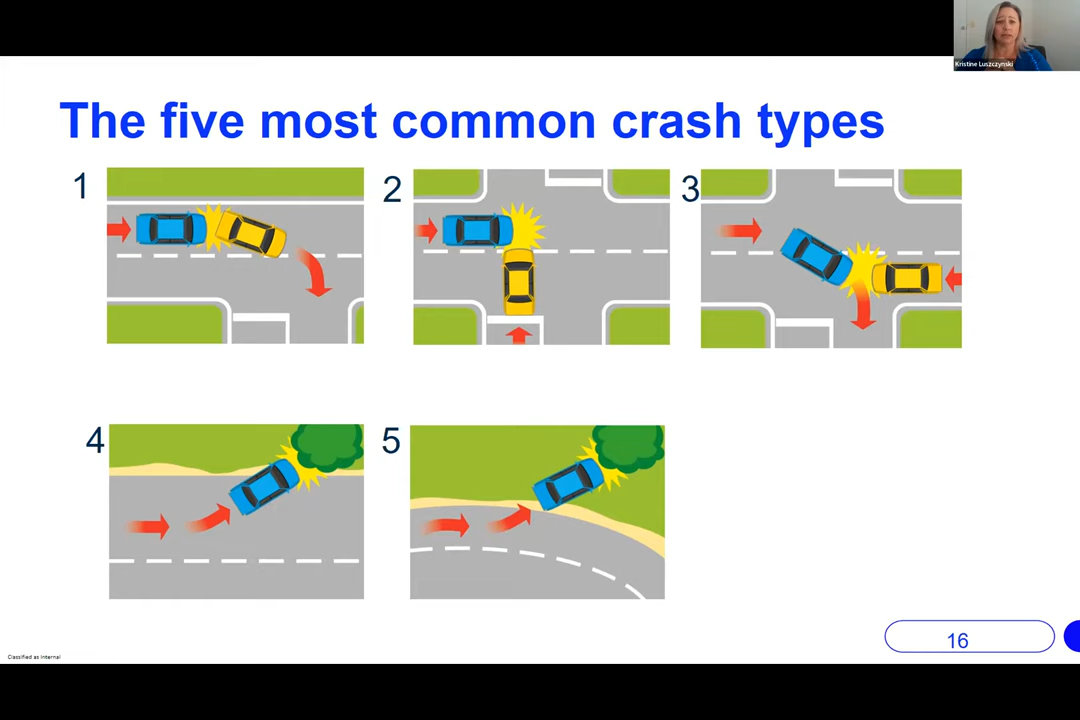 Kristine Luszczynski
The five most common crash types
1
2
3
4
5
16
Classified as Internal